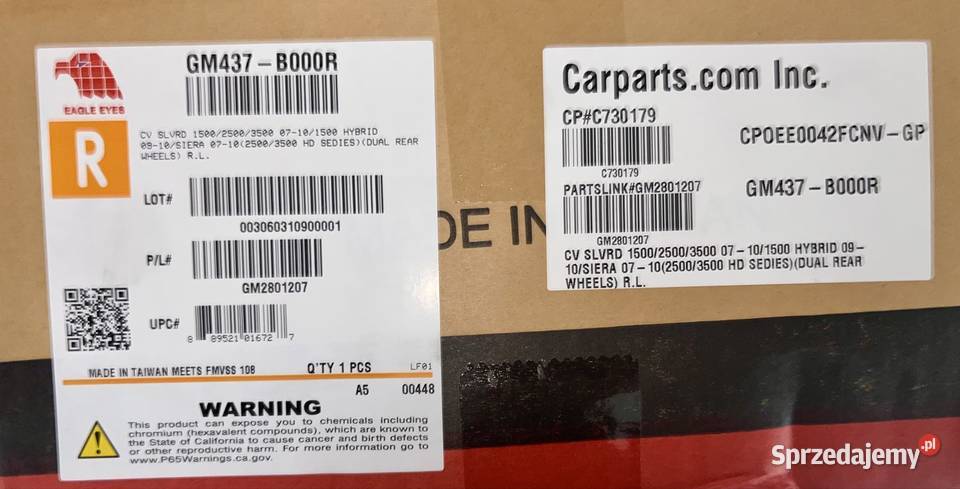 EAGLE EYES
GM437-B000R
R
CV SLVRD 1500/2500/3500 07-10/1500 HYBRID
09-10/SIERA 07-10(2500/3500 HD SEDIES)(DUAL REAR
WHEELS) R.L.
LOT#
003060310900001
P/L#
GM2801207
UPC#
8 89521 01672 7
MADE IN TAIWAN MEETS FMVSS 108
Q'TY 1 PCS
LF01
A5 00448
WARNING
This product can expose you to chemicals including
chromium (hexavalent compounds), which are known to
the State of California to cause cancer and birth defects
or other reproductive harm. For more information go to
www.P65Warnings.ca.gov.
DE IN
Carparts.com Inc.
CP#C730179
C730179
CPOEE0042FCNV-GP
PARTSLINK#GM2801207
GM2801207
GM437-B000R
CV SLVRD 1500/2500/3500 07-10/1500 HYBRID 09-
10/SIERA 07-10(2500/3500 HD SEDIES)(DUAL REAR
WHEELS) R.L.
Sprzedajemy.pl